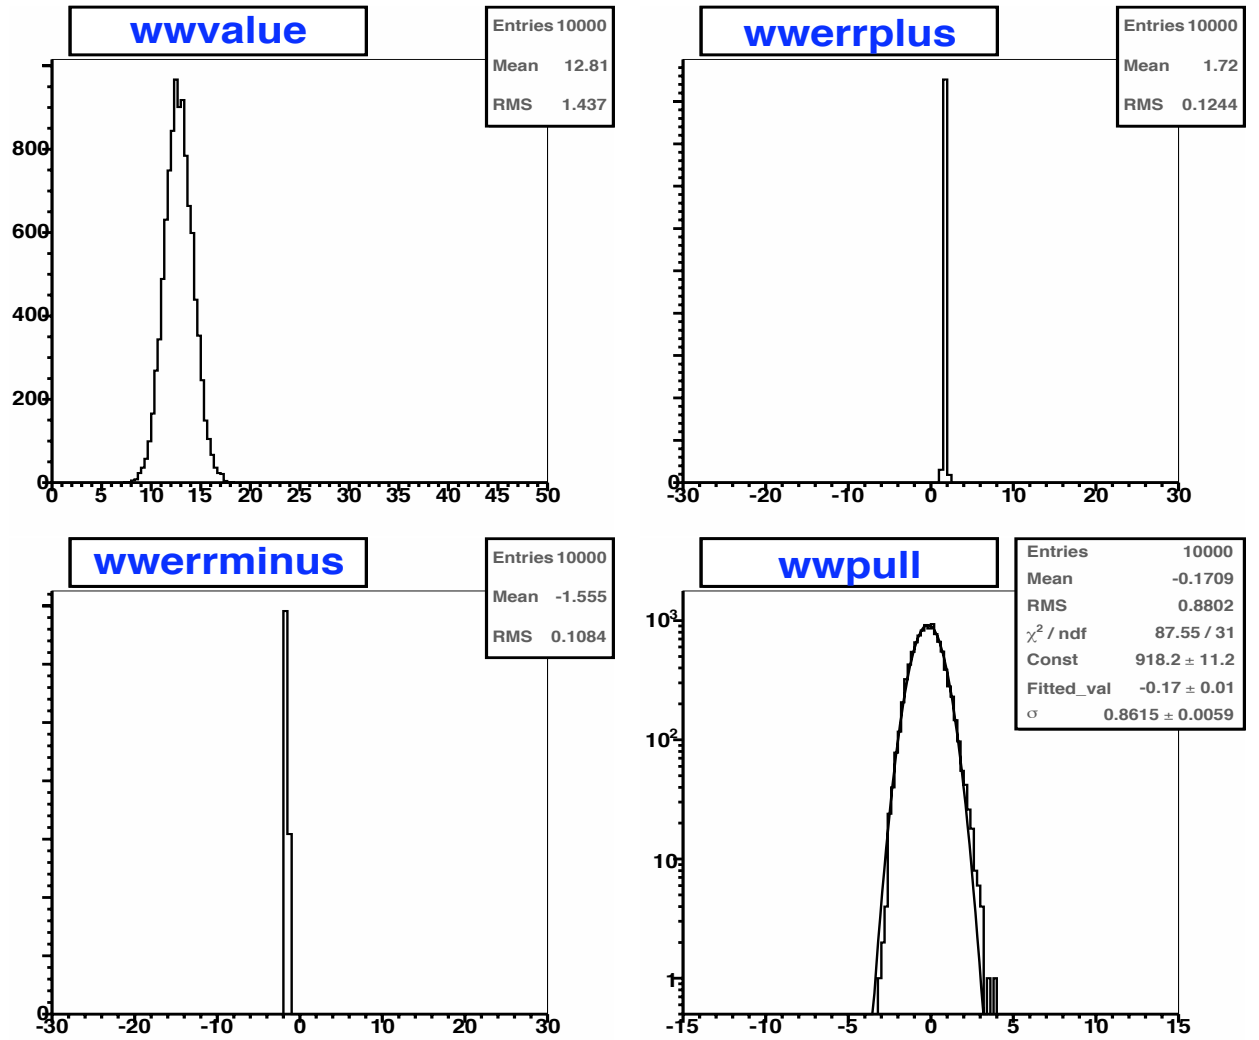 wwvalue
Entries 10000
Mean 12.81
RMS 1.437
800
600
400
200
0
0 5 10 15 20 25 30 35 40 45 50
wwerrplus
Entries 10000
Mean 1.72
RMS 0.1244
0
-30 -20 -10 0 10 20 30
wwerrminus
Entries 10000
Mean -1.555
RMS 0.1084
0
-30 -20 -10 0 10 20 30
wwpull
Entries 10000
Mean -0.1709
RMS 0.8802
χ² / ndf 87.55 / 31
Const 918.2 ± 11.2
Fitted_val -0.17 ± 0.01
σ 0.8615 ± 0.0059
10³
10²
10
1
-15 -10 -5 0 5 10 15